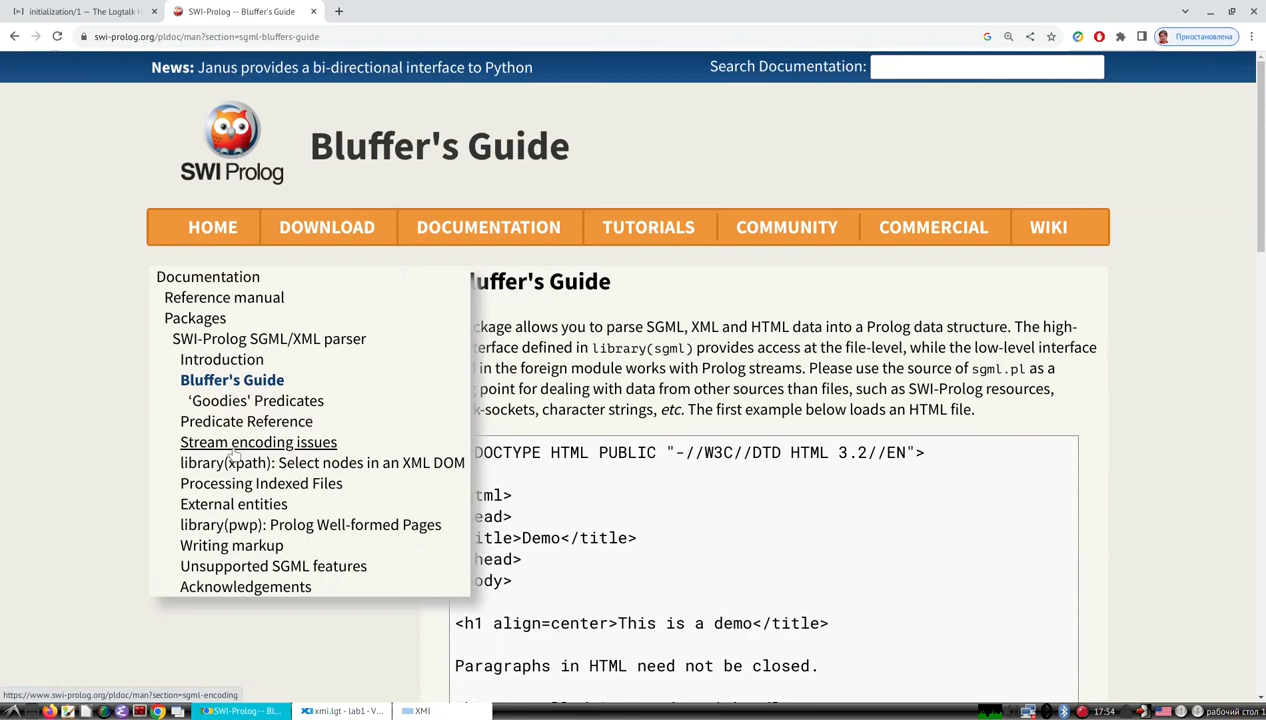 initialization/1 — The Logtalk H
SWI-Prolog -- Bluffer's Guide
swi-prolog.org/pldoc/man?section=sgml-bluffers-guide
Приостановлена
News: Janus provides a bi-directional interface to Python
Search Documentation:
SWI Prolog
Bluffer's Guide
HOME
DOWNLOAD
DOCUMENTATION
TUTORIALS
COMMUNITY
COMMERCIAL
WIKI
Documentation
Reference manual
Packages
SWI-Prolog SGML/XML parser
Introduction
Bluffer's Guide
‘Goodies' Predicates
Predicate Reference
Stream encoding issues
library(xpath): Select nodes in an XML DOM
Processing Indexed Files
External entities
library(pwp): Prolog Well-formed Pages
Writing markup
Unsupported SGML features
Acknowledgements
luffer's Guide
ckage allows you to parse SGML, XML and HTML data into a Prolog data structure. The high-
terface defined in library(sgml) provides access at the file-level, while the low-level interface
d in the foreign module works with Prolog streams. Please use the source of sgml.pl as a
g point for dealing with data from other sources than files, such as SWI-Prolog resources,
k-sockets, character strings, etc. The first example below loads an HTML file.
DOCTYPE HTML PUBLIC "-//W3C//DTD HTML 3.2//EN">
tml>
ead>
itle>Demo</title>
head>
ody>
<h1 align=center>This is a demo</title>
Paragraphs in HTML need not be closed.
https://www.swi-prolog.org/pldoc/man?section=sgml-encoding
SWI-Prolog -- Bl...
xmi.lgt - lab1 - V...
XMI
17:54
рабочий стол 1